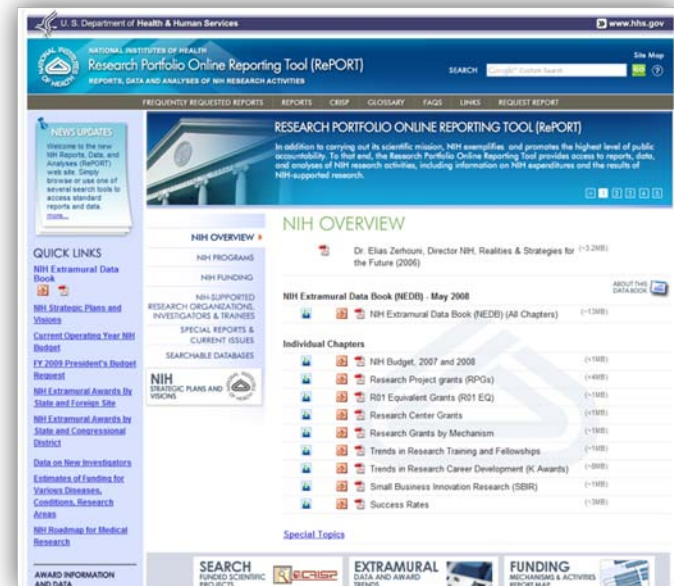 U. S. Department of Health & Human Services
www.hhs.gov
NATIONAL INSTITUTES OF HEALTH
Research Portfolio Online Reporting Tool (RePORT)
REPORTS, DATA AND ANALYSES OF NIH RESEARCH ACTIVITIES
Site Map
SEARCH
Google™ Custom Search
GO
FREQUENTLY REQUESTED REPORTS
REPORTS
CRISP
GLOSSARY
FAQS
LINKS
REQUEST REPORT
NEWS UPDATES
Welcome to the new
NIH Reports, Data, and
Analyses (RePORT)
web site. Simply
browse or use one of
several search tools to
access standard
reports and data.
more...
RESEARCH PORTFOLIO ONLINE REPORTING TOOL (RePORT)
In addition to carrying out its scientific mission, NIH exemplifies and promotes the highest level of public
accountability. To that end, the Research Portfolio Online Reporting Tool provides access to reports, data,
and analyses of NIH research activities, including information on NIH expenditures and the results of
NIH-supported research.
QUICK LINKS
NIH Extramural Data
Book
NIH Strategic Plans and
Visions
Current Operating Year NIH
Budget
FY 2009 President's Budget
Request
NIH Extramural Awards By
State and Foreign Site
NIH Extramural Awards by
State and Congressional
District
Data on New Investigators
Estimates of Funding for
Various Diseases,
Conditions, Research
Areas
NIH Roadmap for Medical
Research
AWARD INFORMATION
AND DATA
NIH OVERVIEW
NIH PROGRAMS
NIH FUNDING
NIH-SUPPORTED
RESEARCH ORGANIZATIONS,
INVESTIGATORS & TRAINEES
SPECIAL REPORTS &
CURRENT ISSUES
SEARCHABLE DATABASES
NIH
STRATEGIC PLANS AND
VISIONS
NIH OVERVIEW
Dr. Elias Zerhouni, Director NIH, Realities & Strategies for (~3.2MB)
the Future (2006)
ABOUT THIS
DATA BOOK
NIH Extramural Data Book (NEDB) - May 2008
NIH Extramural Data Book (NEDB) (All Chapters) (~13MB)
Individual Chapters
NIH Budget, 2007 and 2008
Research Project grants (RPGs)
R01 Equivalent Grants (R01 EQ)
Research Center Grants
Research Grants by Mechanism
Trends in Research Training and Fellowships
Trends in Research Career Development (K Awards)
Small Business Innovation Research (SBIR)
Success Rates
Special Topics
SEARCH
FUNDED SCIENTIFIC
PROJECTS
CRISP
EXTRAMURAL
DATA AND AWARD
TRENDS
FUNDING
MECHANISMS & ACTIVITIES
REPORT MAP